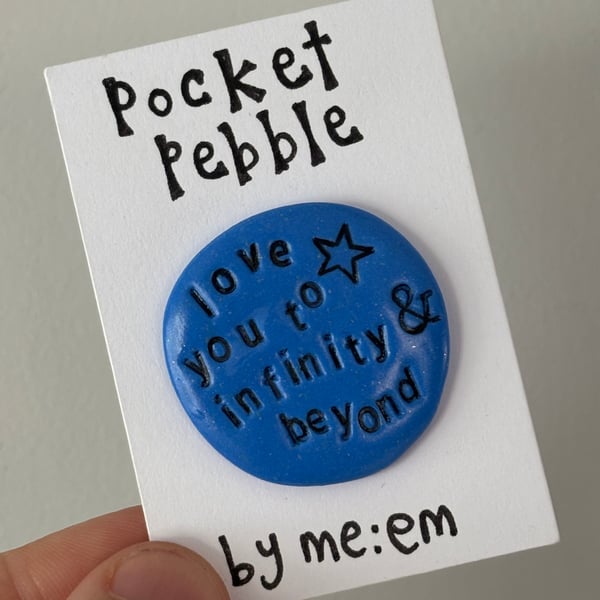 Pocket
Pebble
love
you to
infinity &
beyond
by me:em